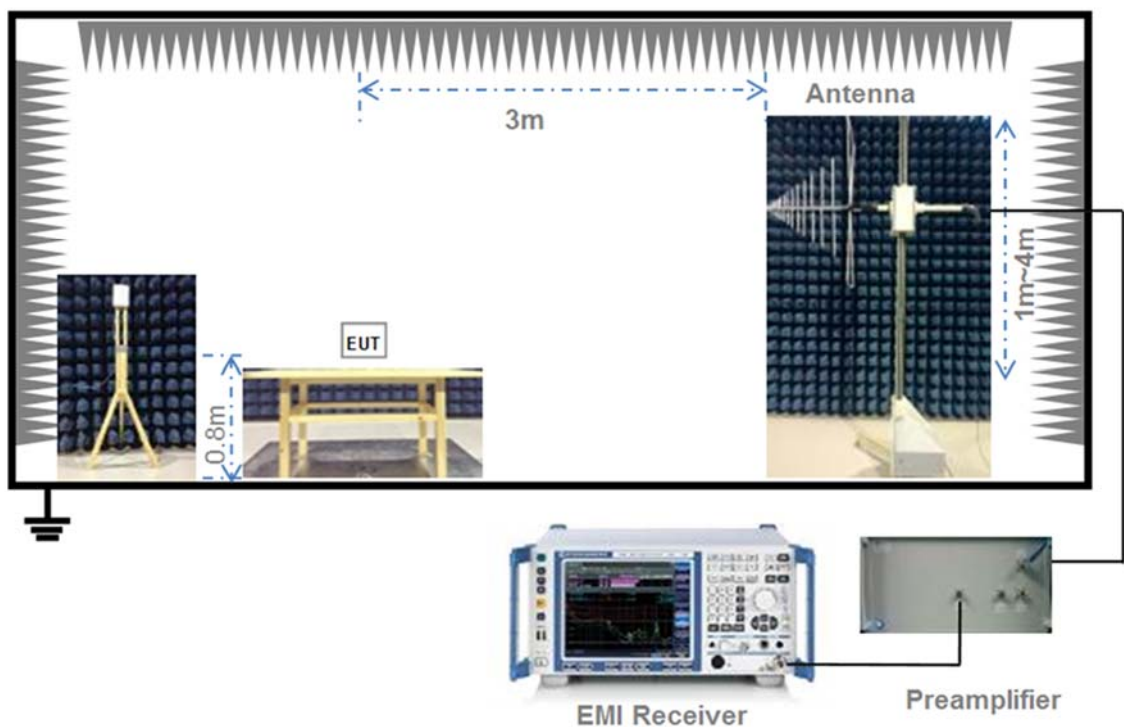 Antenna
3m
1m~4m
EUT
0.8m
EMI Receiver
Preamplifier